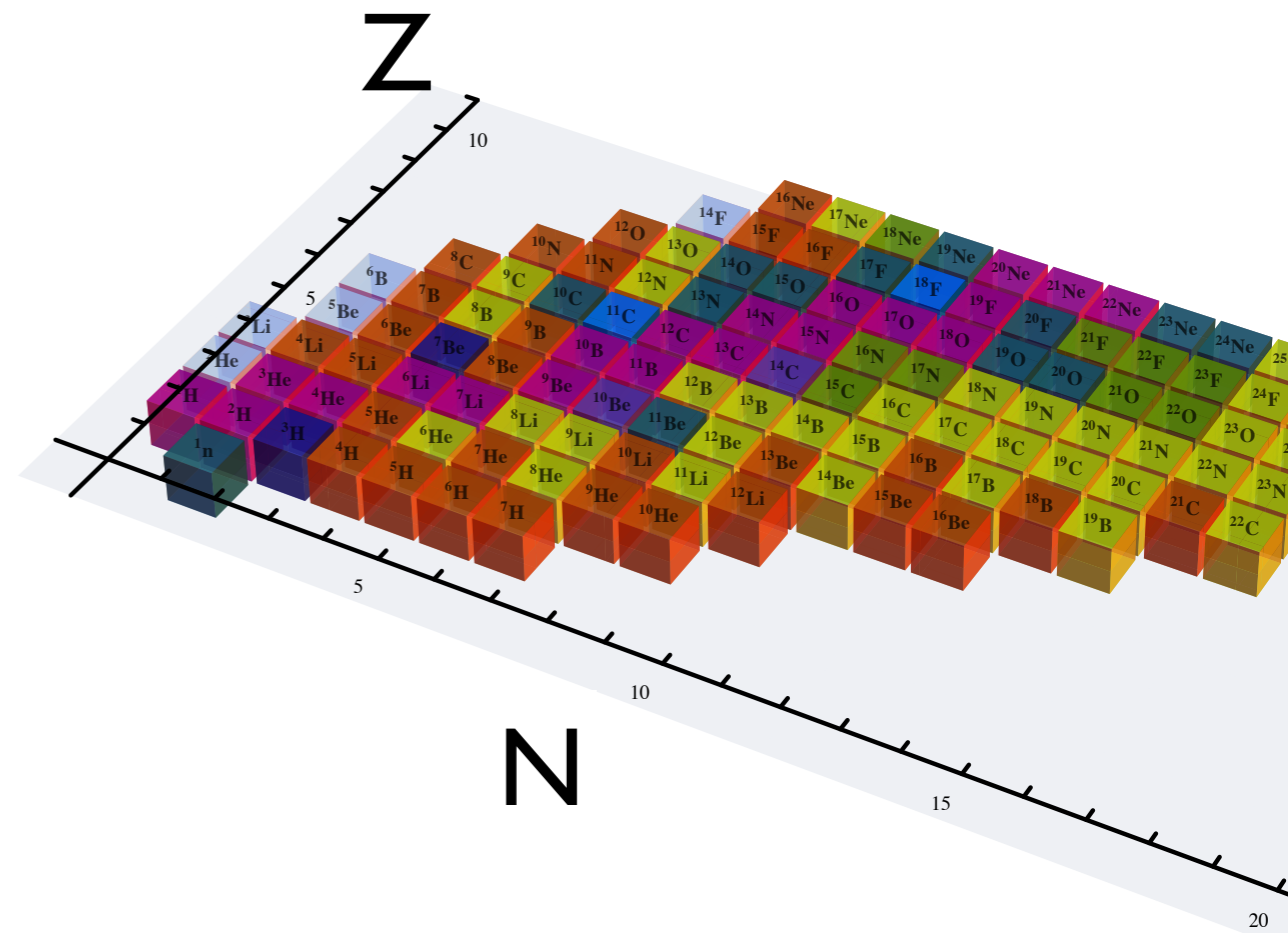 Z
10
5
¹⁶Ne
¹⁷Ne
¹⁸Ne
¹⁹Ne
²⁰Ne
²¹Ne
²²Ne
²³Ne
²⁴Ne
25
¹⁴F
¹⁵F
¹⁶F
¹⁷F
¹⁸F
¹⁹F
²⁰F
²¹F
²²F
²³F
²⁴F
¹²O
¹³O
¹⁴O
¹⁵O
¹⁶O
¹⁷O
¹⁸O
¹⁹O
²⁰O
²¹O
²²O
²³O
¹⁰N
¹¹N
¹²N
¹³N
¹⁴N
¹⁵N
¹⁶N
¹⁷N
¹⁸N
¹⁹N
²⁰N
²¹N
²²N
²³N
⁸C
⁹C
¹⁰C
¹¹C
¹²C
¹³C
¹⁴C
¹⁵C
¹⁶C
¹⁷C
¹⁸C
¹⁹C
²⁰C
²¹C
²²C
⁶B
⁷B
⁸B
⁹B
¹⁰B
¹¹B
¹²B
¹³B
¹⁴B
¹⁵B
¹⁶B
¹⁷B
¹⁸B
¹⁹B
⁵Be
⁶Be
⁷Be
⁸Be
⁹Be
¹⁰Be
¹¹Be
¹²Be
¹³Be
¹⁴Be
¹⁵Be
¹⁶Be
Li
⁴Li
⁵Li
⁶Li
⁷Li
⁸Li
⁹Li
¹⁰Li
¹¹Li
¹²Li
He
³He
⁴He
⁵He
⁶He
⁷He
⁸He
⁹He
¹⁰He
H
²H
³H
⁴H
⁵H
⁶H
⁷H
¹n
5
10
15
20
N